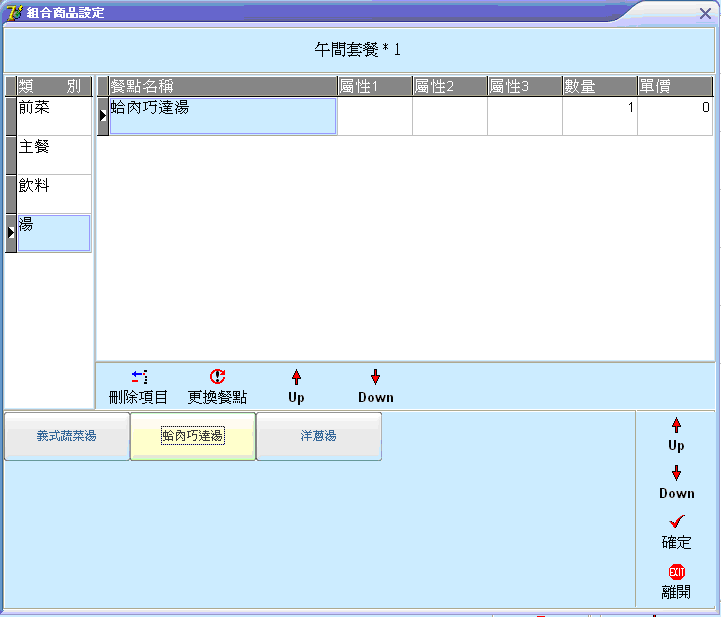 組合商品設定
午間套餐 * 1
類 別
餐點名稱 屬性1 屬性2 屬性3 數量 單價
前菜
主餐
飲料
湯
蛤肉巧達湯 1 0
刪除項目 更換餐點 Up Down
義式蔬菜湯 蛤肉巧達湯 洋蔥湯
Up
Down
確定
EXIT
離開